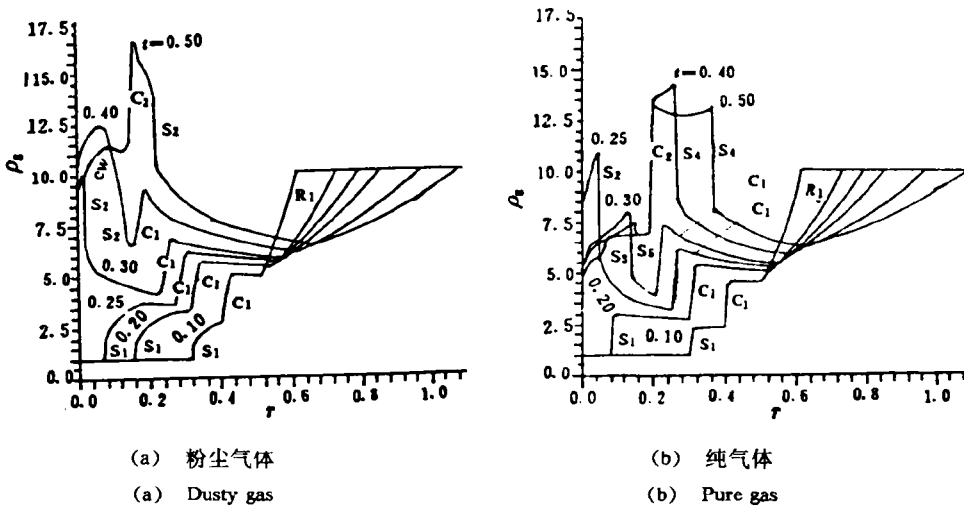 17.5
15.0
12.5
10.0
7.5
5.0
2.5
0.0
ρg
t=0.50
0.40
C2
S2
Cw
S2
S2
C1
R1
0.30
0.25
C1
C1
C1
C1
0.20
0.10
S1
S1
S1
0.0 0.2 0.4 0.6 0.8 1.0
r
(a) 粉尘气体
(a) Dusty gas
17.5
15.0
12.5
10.0
7.5
5.0
2.5
0.0
ρg
t=0.40
0.50
0.25
S2
C2
S4
S4
C1
C1
R1
0.30
S3
S5
0.20
C1
C1
0.10
S1
0.0 0.2 0.4 0.6 0.8 1.0
r
(b) 纯气体
(b) Pure gas